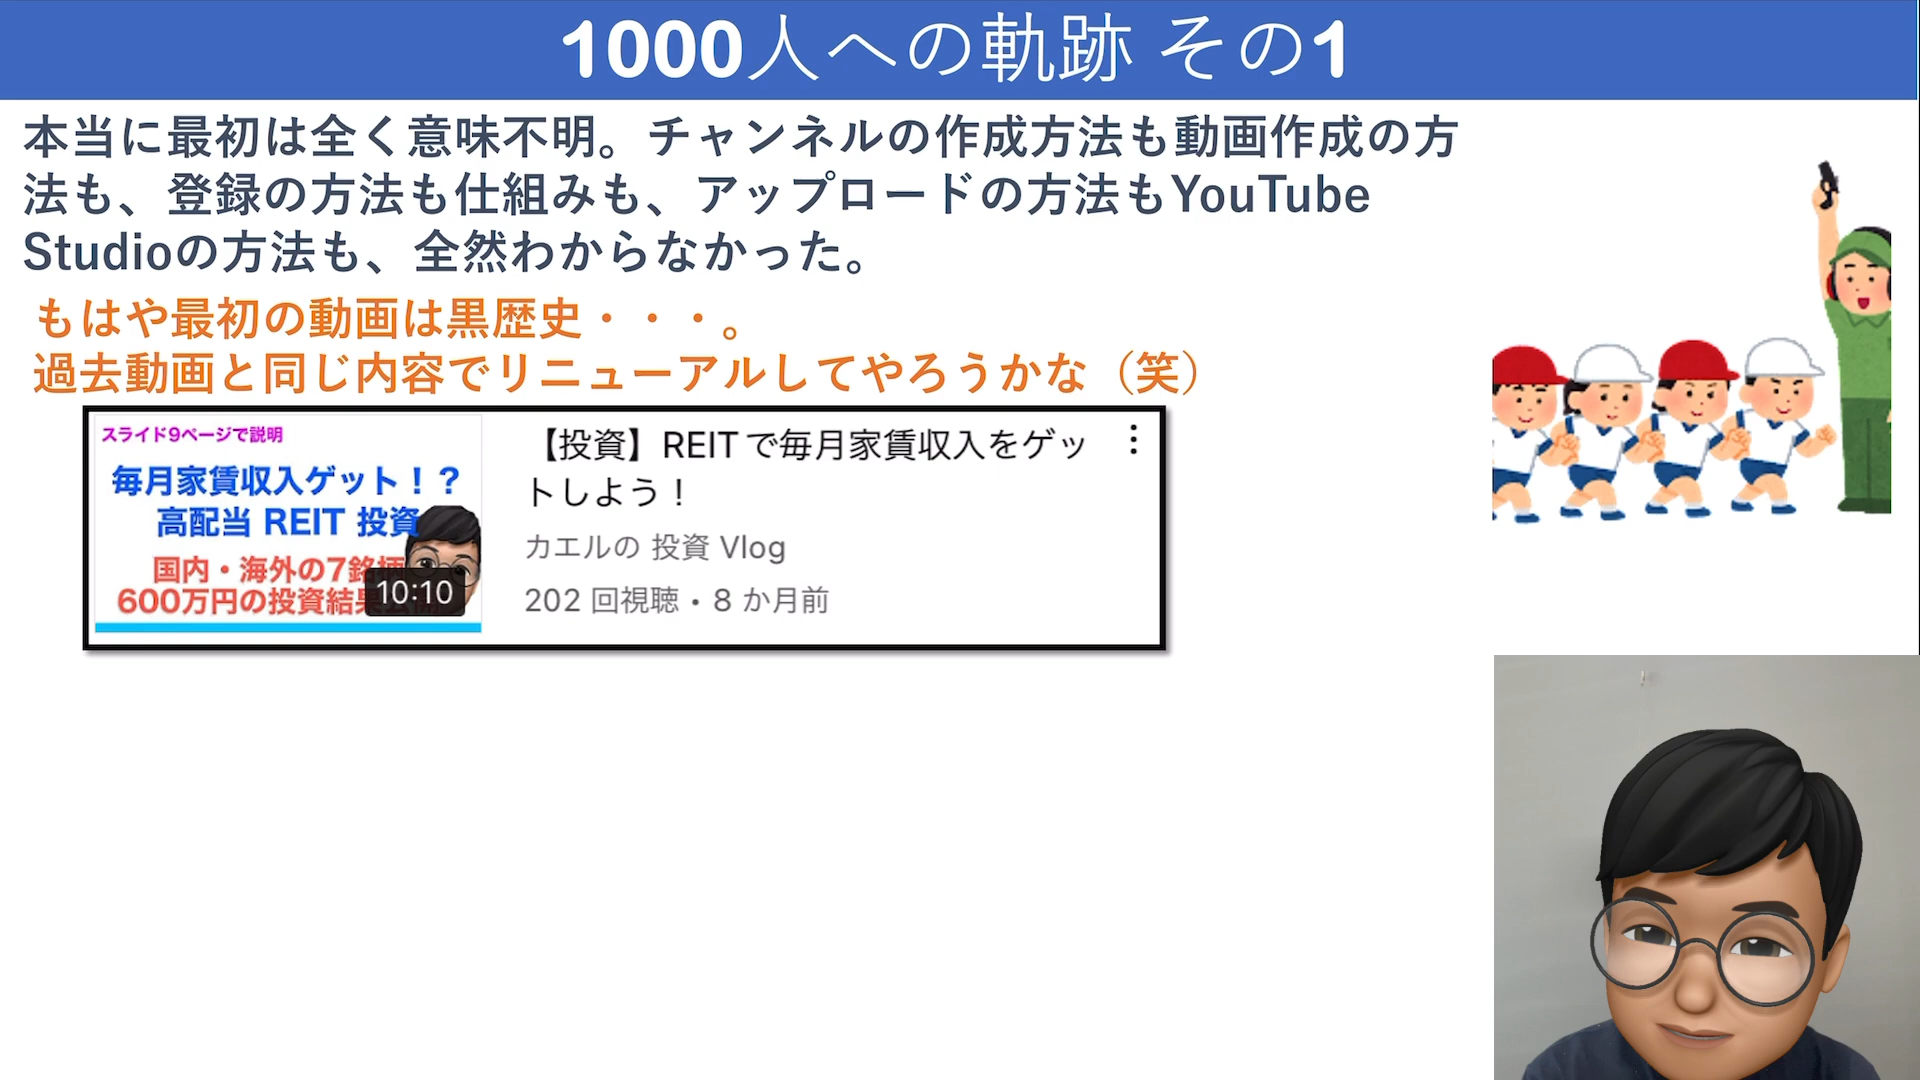 1000人への軌跡 その1
本当に最初は全く意味不明。チャンネルの作成方法も動画作成の方
法も、登録の方法も仕組みも、アップロードの方法もYouTube
Studioの方法も、全然わからなかった。
もはや最初の動画は黒歴史・・・。
過去動画と同じ内容でリニューアルしてやろうかな（笑）
スライド9ページで説明
毎月家賃収入ゲット！？
高配当 REIT 投資
国内・海外の7銘柄
600万円の投資結果
10:10
【投資】REITで毎月家賃収入をゲッ
トしよう！
カエルの 投資 Vlog
202 回視聴・8 か月前